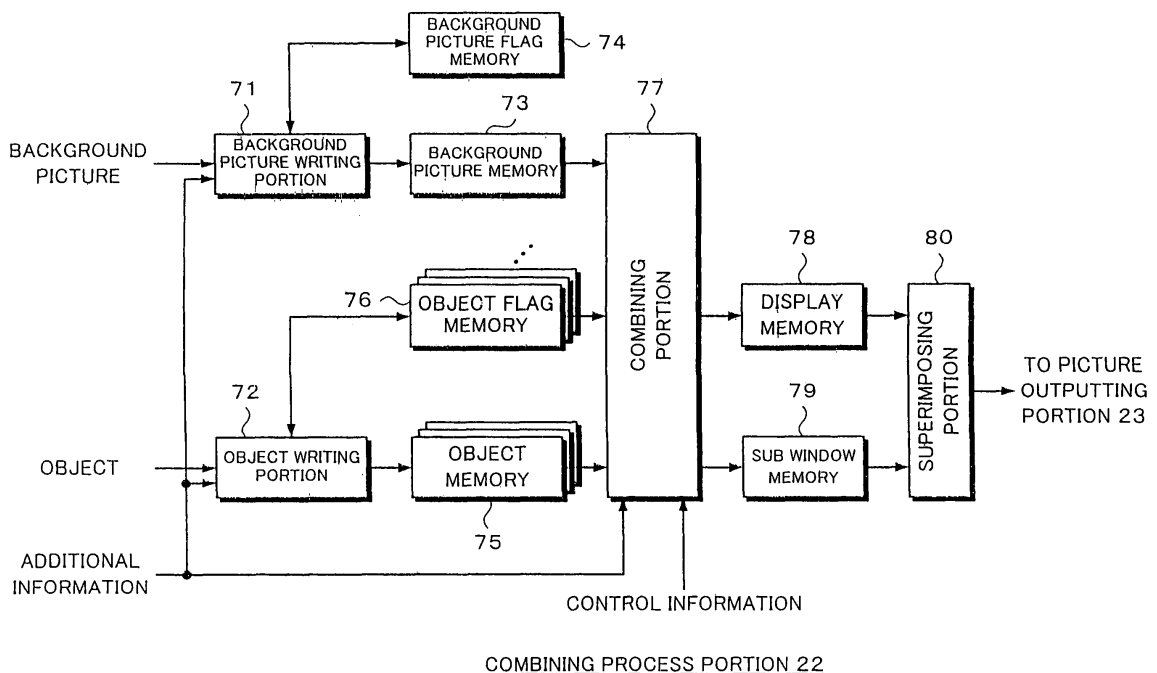 BACKGROUND
PICTURE FLAG
MEMORY
74
71
73
77
BACKGROUND
PICTURE
BACKGROUND
PICTURE WRITING
PORTION
BACKGROUND
PICTURE MEMORY
76
OBJECT FLAG
MEMORY
COMBINING
PORTION
78
DISPLAY
MEMORY
80
SUPERIMPOSING
PORTION
TO PICTURE
OUTPUTTING
PORTION 23
72
79
OBJECT
OBJECT WRITING
PORTION
OBJECT
MEMORY
75
SUB WINDOW
MEMORY
ADDITIONAL
INFORMATION
CONTROL INFORMATION
COMBINING PROCESS PORTION 22